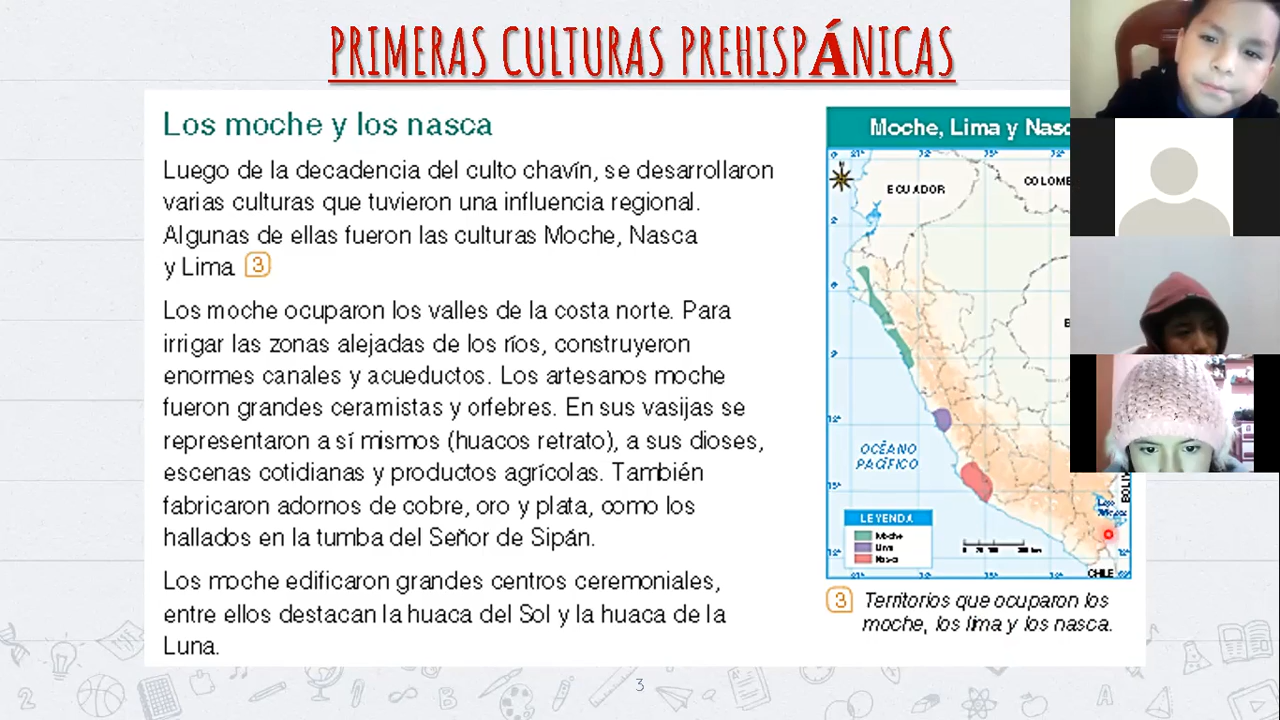 PRIMERAS CULTURAS PREHISPÁNICAS
Los moche y los nasca
Luego de la decadencia del culto chavín, se desarrollaron
varias culturas que tuvieron una influencia regional.
Algunas de ellas fueron las culturas Moche, Nasca
y Lima. 3
Los moche ocuparon los valles de la costa norte. Para
irrigar las zonas alejadas de los ríos, construyeron
enormes canales y acueductos. Los artesanos moche
fueron grandes ceramistas y orfebres. En sus vasijas se
representaron a sí mismos (huacos retrato), a sus dioses,
escenas cotidianas y productos agrícolas. También
fabricaron adornos de cobre, oro y plata, como los
hallados en la tumba del Señor de Sipán.
Los moche edificaron grandes centros ceremoniales,
entre ellos destacan la huaca del Sol y la huaca de la
Luna.
Moche, Lima y Nasc
ECUADOR
COLOM
OCÉANO
PACÍFICO
BOLIV
CHILE
LEYENDA
Moche
Lima
Nasca
3 Territorios que ocuparon los
moche, los lima y los nasca.
3